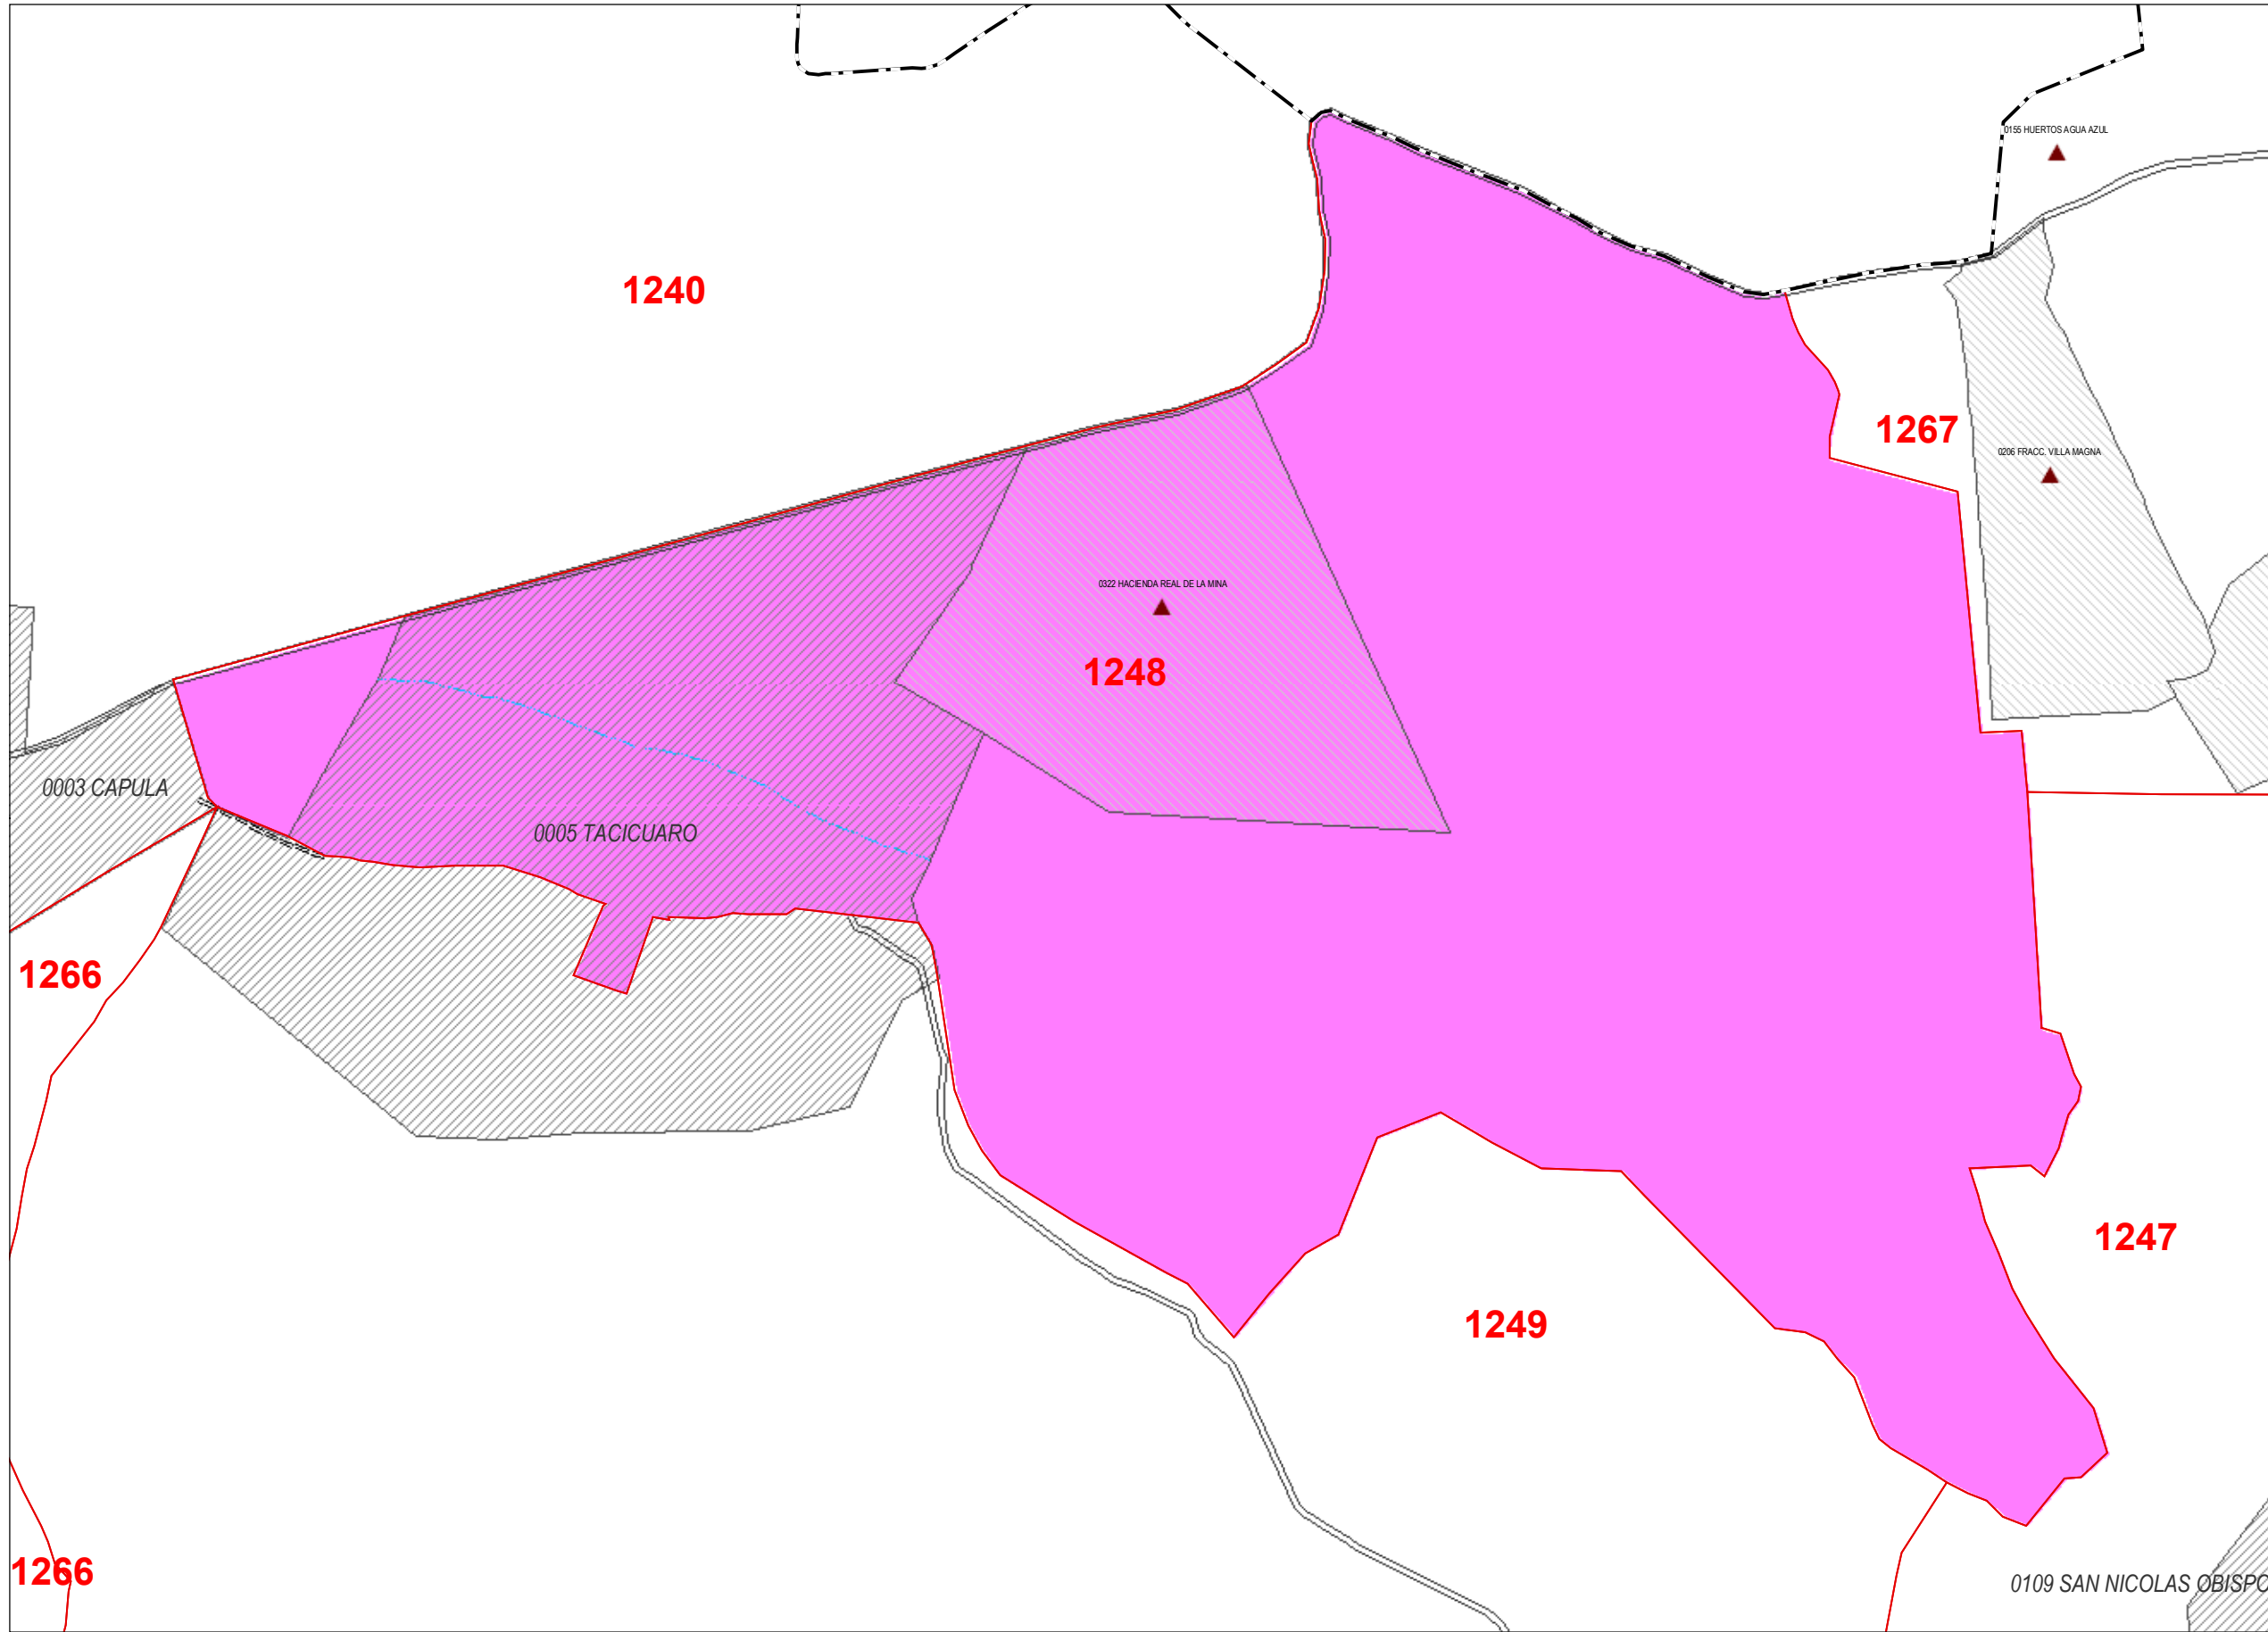 0155 HUERTOS AGUA AZUL
1240
1267
0206 FRACC. VILLA MAGNA
0322 HACIENDA REAL DE LA MINA
1248
0003 CAPULA
0005 TACICUARO
1266
1247
1249
1266
0109 SAN NICOLAS OBISPO